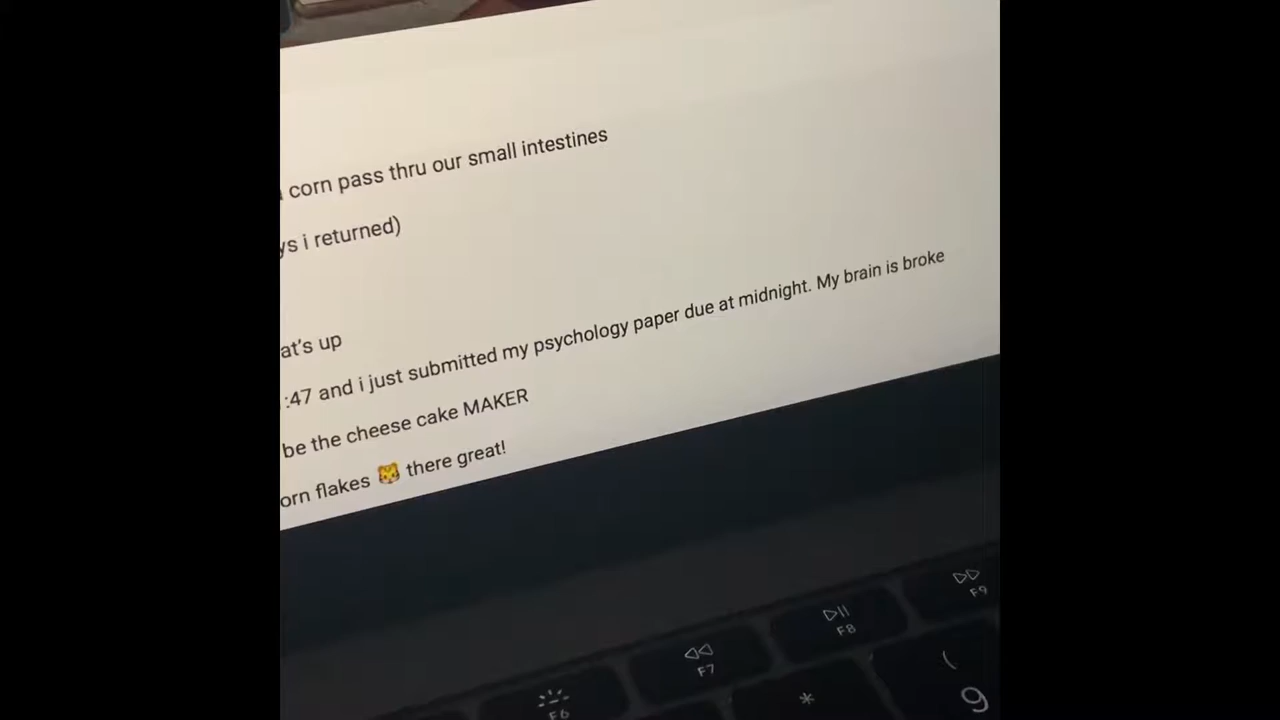 corn pass thru our small intestines
ys i returned)
at's up
:47 and i just submitted my psychology paper due at midnight. My brain is broke
be the cheese cake MAKER
orn flakes 🐯 there great!
F6
F7
F8
F9
*
(
9